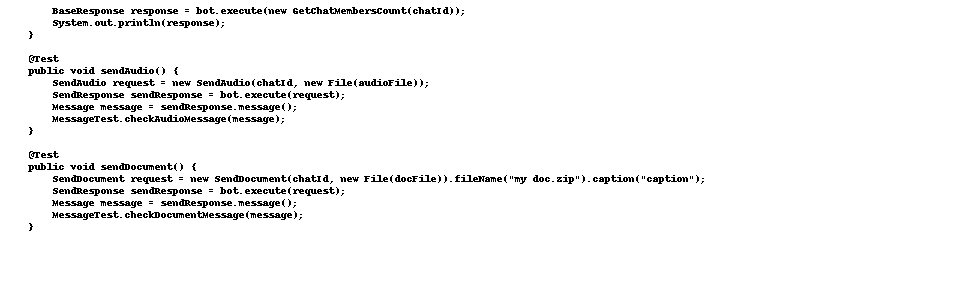 BaseResponse response = bot.execute(new GetChatMembersCount(chatId));
System.out.println(response);
}
@Test
public void sendAudio() {
SendAudio request = new SendAudio(chatId, new File(audioFile));
SendResponse sendResponse = bot.execute(request);
Message message = sendResponse.message();
MessageTest.checkAudioMessage(message);
}
@Test
public void sendDocument() {
SendDocument request = new SendDocument(chatId, new File(docFile)).fileName("my doc.zip").caption("caption");
SendResponse sendResponse = bot.execute(request);
Message message = sendResponse.message();
MessageTest.checkDocumentMessage(message);
}